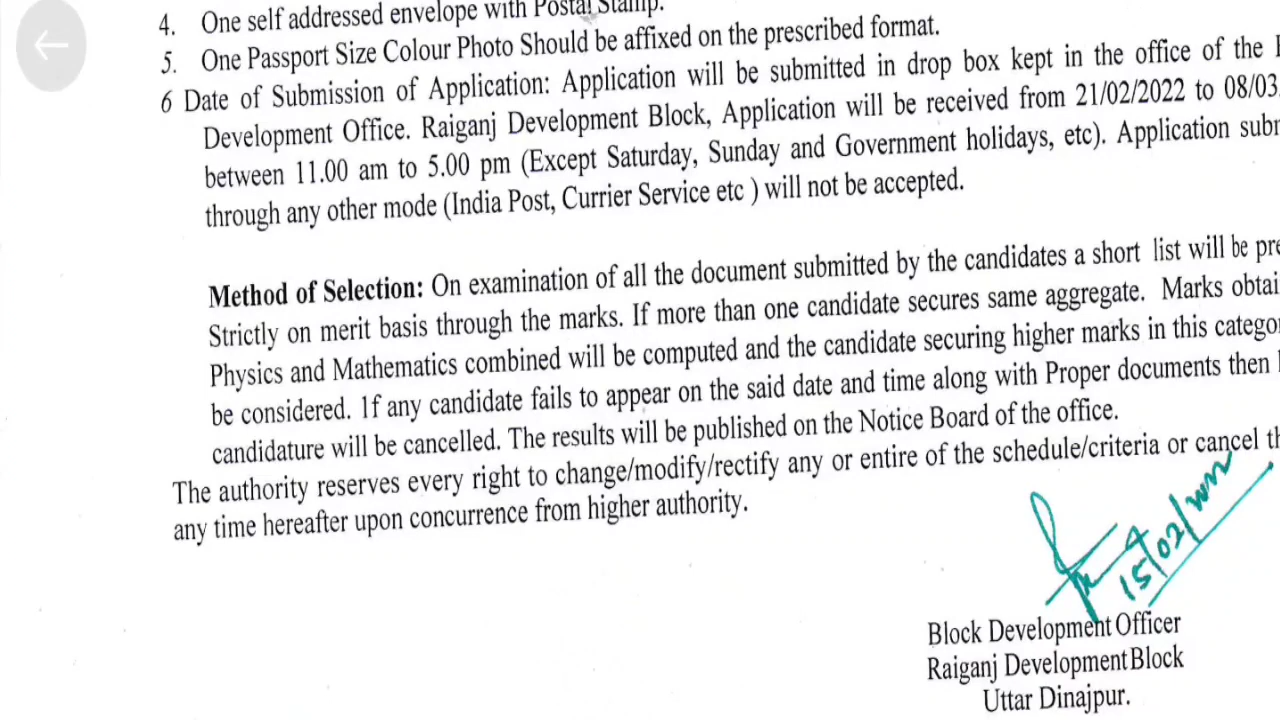 4. One self addressed envelope with Postal Stamp.
5. One Passport Size Colour Photo Should be affixed on the prescribed format.
6 Date of Submission of Application: Application will be submitted in drop box kept in the office of the
Development Office. Raiganj Development Block, Application will be received from 21/02/2022 to 08/03
between 11.00 am to 5.00 pm (Except Saturday, Sunday and Government holidays, etc). Application subm
through any other mode (India Post, Currier Service etc ) will not be accepted.
Method of Selection: On examination of all the document submitted by the candidates a short list will be pre
Strictly on merit basis through the marks. If more than one candidate secures same aggregate. Marks obtai
Physics and Mathematics combined will be computed and the candidate securing higher marks in this catego
be considered. 1f any candidate fails to appear on the said date and time along with Proper documents then
candidature will be cancelled. The results will be published on the Notice Board of the office.
The authority reserves every right to change/modify/rectify any or entire of the schedule/criteria or cancel th
any time hereafter upon concurrence from higher authority.
15/02/
Block Development Officer
Raiganj Development Block
Uttar Dinajpur.